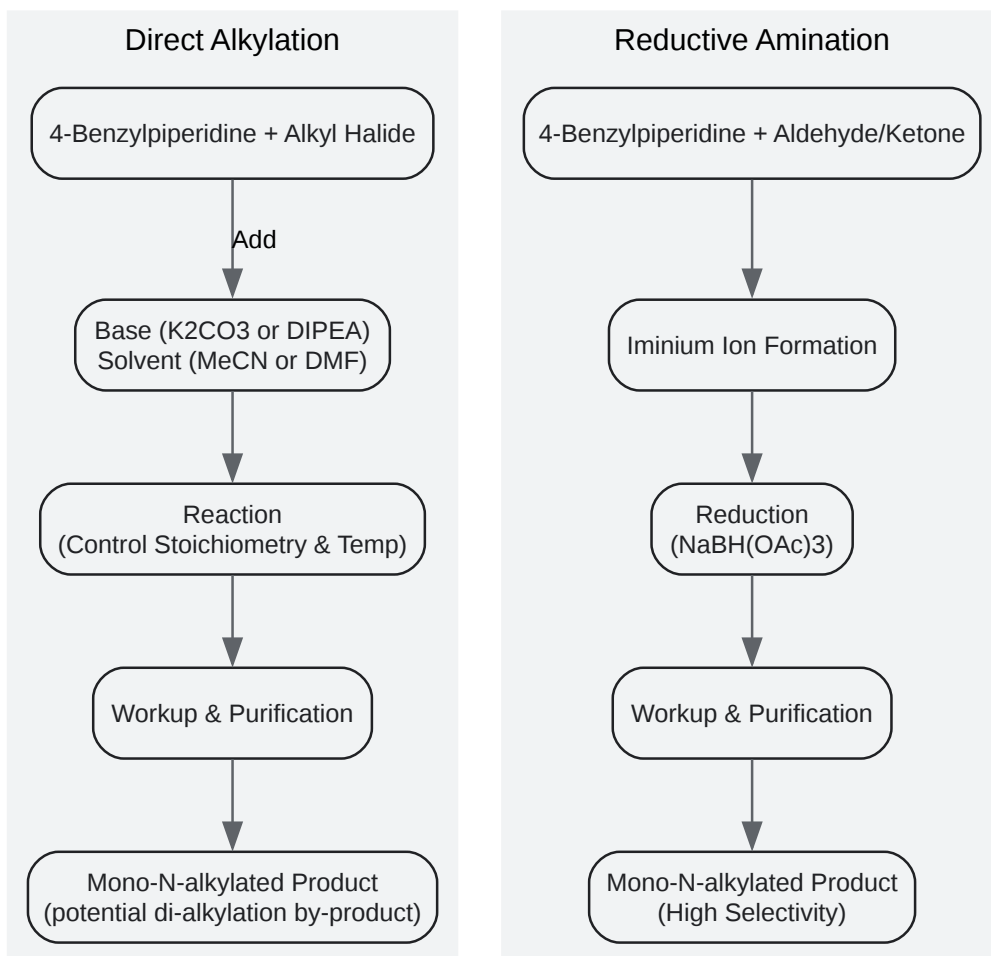 Direct Alkylation
4-Benzylpiperidine + Alkyl Halide
Add
Base (K2CO3 or DIPEA)
Solvent (MeCN or DMF)
Reaction
(Control Stoichiometry & Temp)
Workup & Purification
Mono-N-alkylated Product
(potential di-alkylation by-product)
Reductive Amination
4-Benzylpiperidine + Aldehyde/Ketone
Iminium Ion Formation
Reduction
(NaBH(OAc)3)
Workup & Purification
Mono-N-alkylated Product
(High Selectivity)